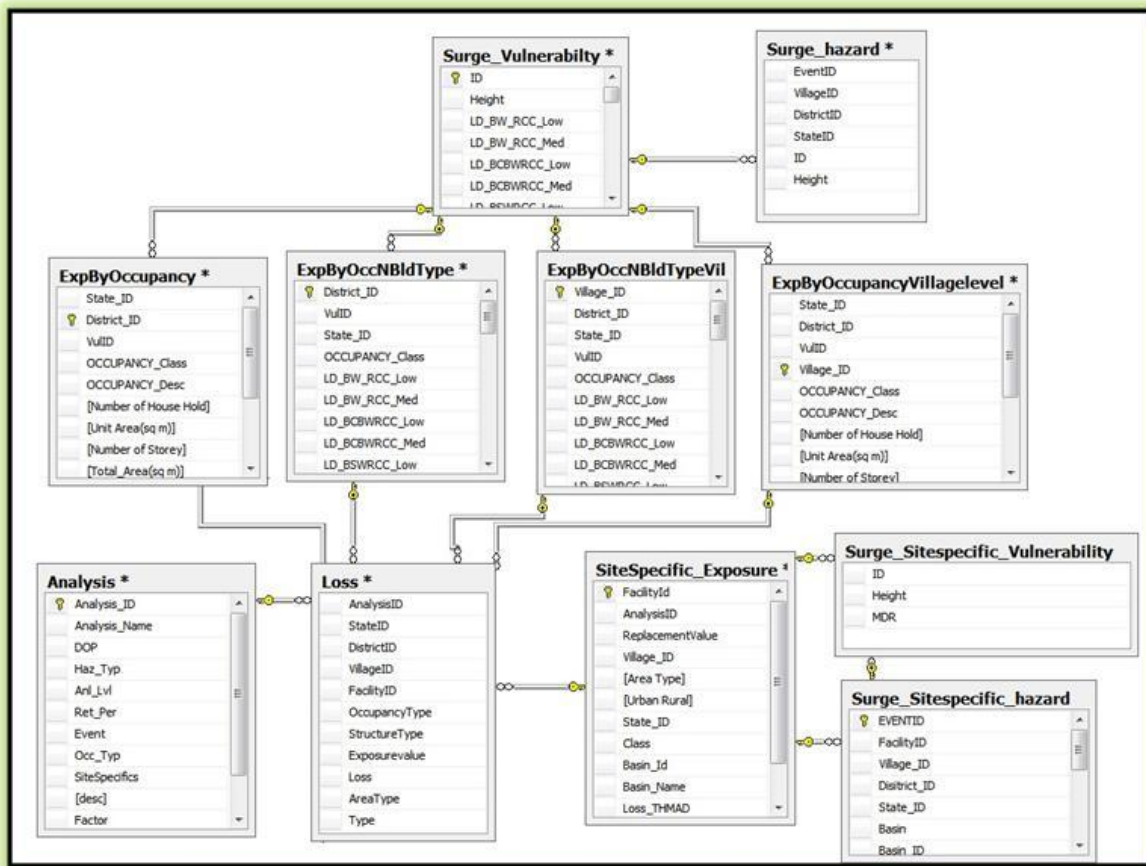 Surge_Vulnerabilty *
ID
Height
LD_BW_RCC_Low
LD_BW_RCC_Med
LD_BCBWRCC_Low
LD_BCBWRCC_Med
LD_BSWRCC_Low
Surge_hazard *
EventID
VillageID
DistrictID
StateID
ID
Height
ExpByOccupancy *
State_ID
District_ID
VulID
OCCUPANCY_Class
OCCUPANCY_Desc
[Number of House Hold]
[Unit Area(sq m)]
[Number of Storey]
[Total_Area(sq m)]
ExpByOccNBldType *
District_ID
VulID
State_ID
OCCUPANCY_Class
LD_BW_RCC_Low
LD_BW_RCC_Med
LD_BCBWRCC_Low
LD_BCBWRCC_Med
LD_BSWRCC_Low
ExpByOccNBldTypeVil
Village_ID
District_ID
State_ID
VulID
OCCUPANCY_Class
LD_BW_RCC_Low
LD_BW_RCC_Med
LD_BCBWRCC_Low
LD_BCBWRCC_Med
LD_BSWRCC_Low
ExpByOccupancyVillagelevel *
State_ID
District_ID
VulID
Village_ID
OCCUPANCY_Class
OCCUPANCY_Desc
[Number of House Hold]
[Unit Area(sq m)]
[Number of Storey]
Analysis *
Analysis_ID
Analysis_Name
DOP
Haz_Typ
Anl_Lvl
Ret_Per
Event
Occ_Typ
SiteSpecifics
[desc]
Factor
Loss *
AnalysisID
StateID
DistrictID
VillageID
FacilityID
OccupancyType
StructureType
Exposurevalue
Loss
AreaType
Type
SiteSpecific_Exposure *
FacilityId
AnalysisID
ReplacementValue
Village_ID
[Area Type]
[Urban Rural]
State_ID
Class
Basin_Id
Basin_Name
Loss_THMAD
Surge_Sitespecific_Vulnerability
ID
Height
MDR
Surge_Sitespecific_hazard
EVENTID
FacilityID
Village_ID
Disitrict_ID
State_ID
Basin
Basin_ID